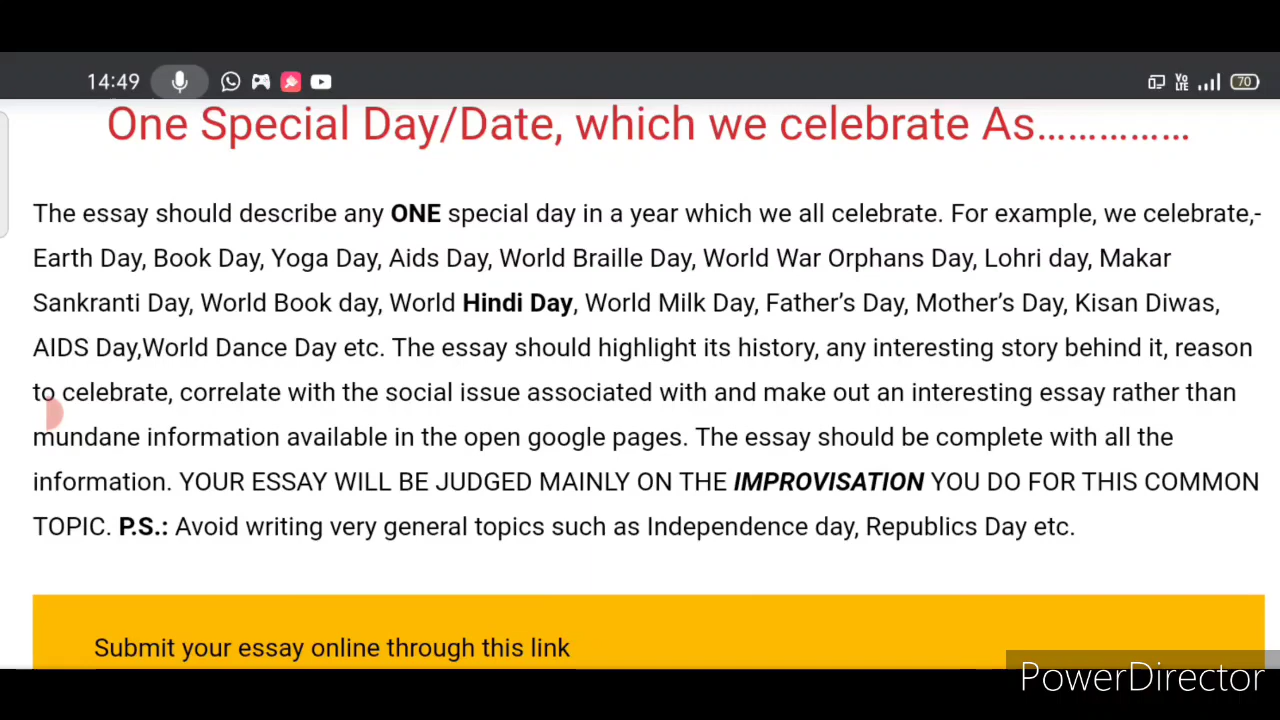 14:49
Vo LTE 70
One Special Day/Date, which we celebrate As……………
The essay should describe any ONE special day in a year which we all celebrate. For example, we celebrate,-
Earth Day, Book Day, Yoga Day, Aids Day, World Braille Day, World War Orphans Day, Lohri day, Makar
Sankranti Day, World Book day, World Hindi Day, World Milk Day, Father’s Day, Mother’s Day, Kisan Diwas,
AIDS Day,World Dance Day etc. The essay should highlight its history, any interesting story behind it, reason
to celebrate, correlate with the social issue associated with and make out an interesting essay rather than
mundane information available in the open google pages. The essay should be complete with all the
information. YOUR ESSAY WILL BE JUDGED MAINLY ON THE IMPROVISATION YOU DO FOR THIS COMMON
TOPIC. P.S.: Avoid writing very general topics such as Independence day, Republics Day etc.
Submit your essay online through this link
PowerDirector